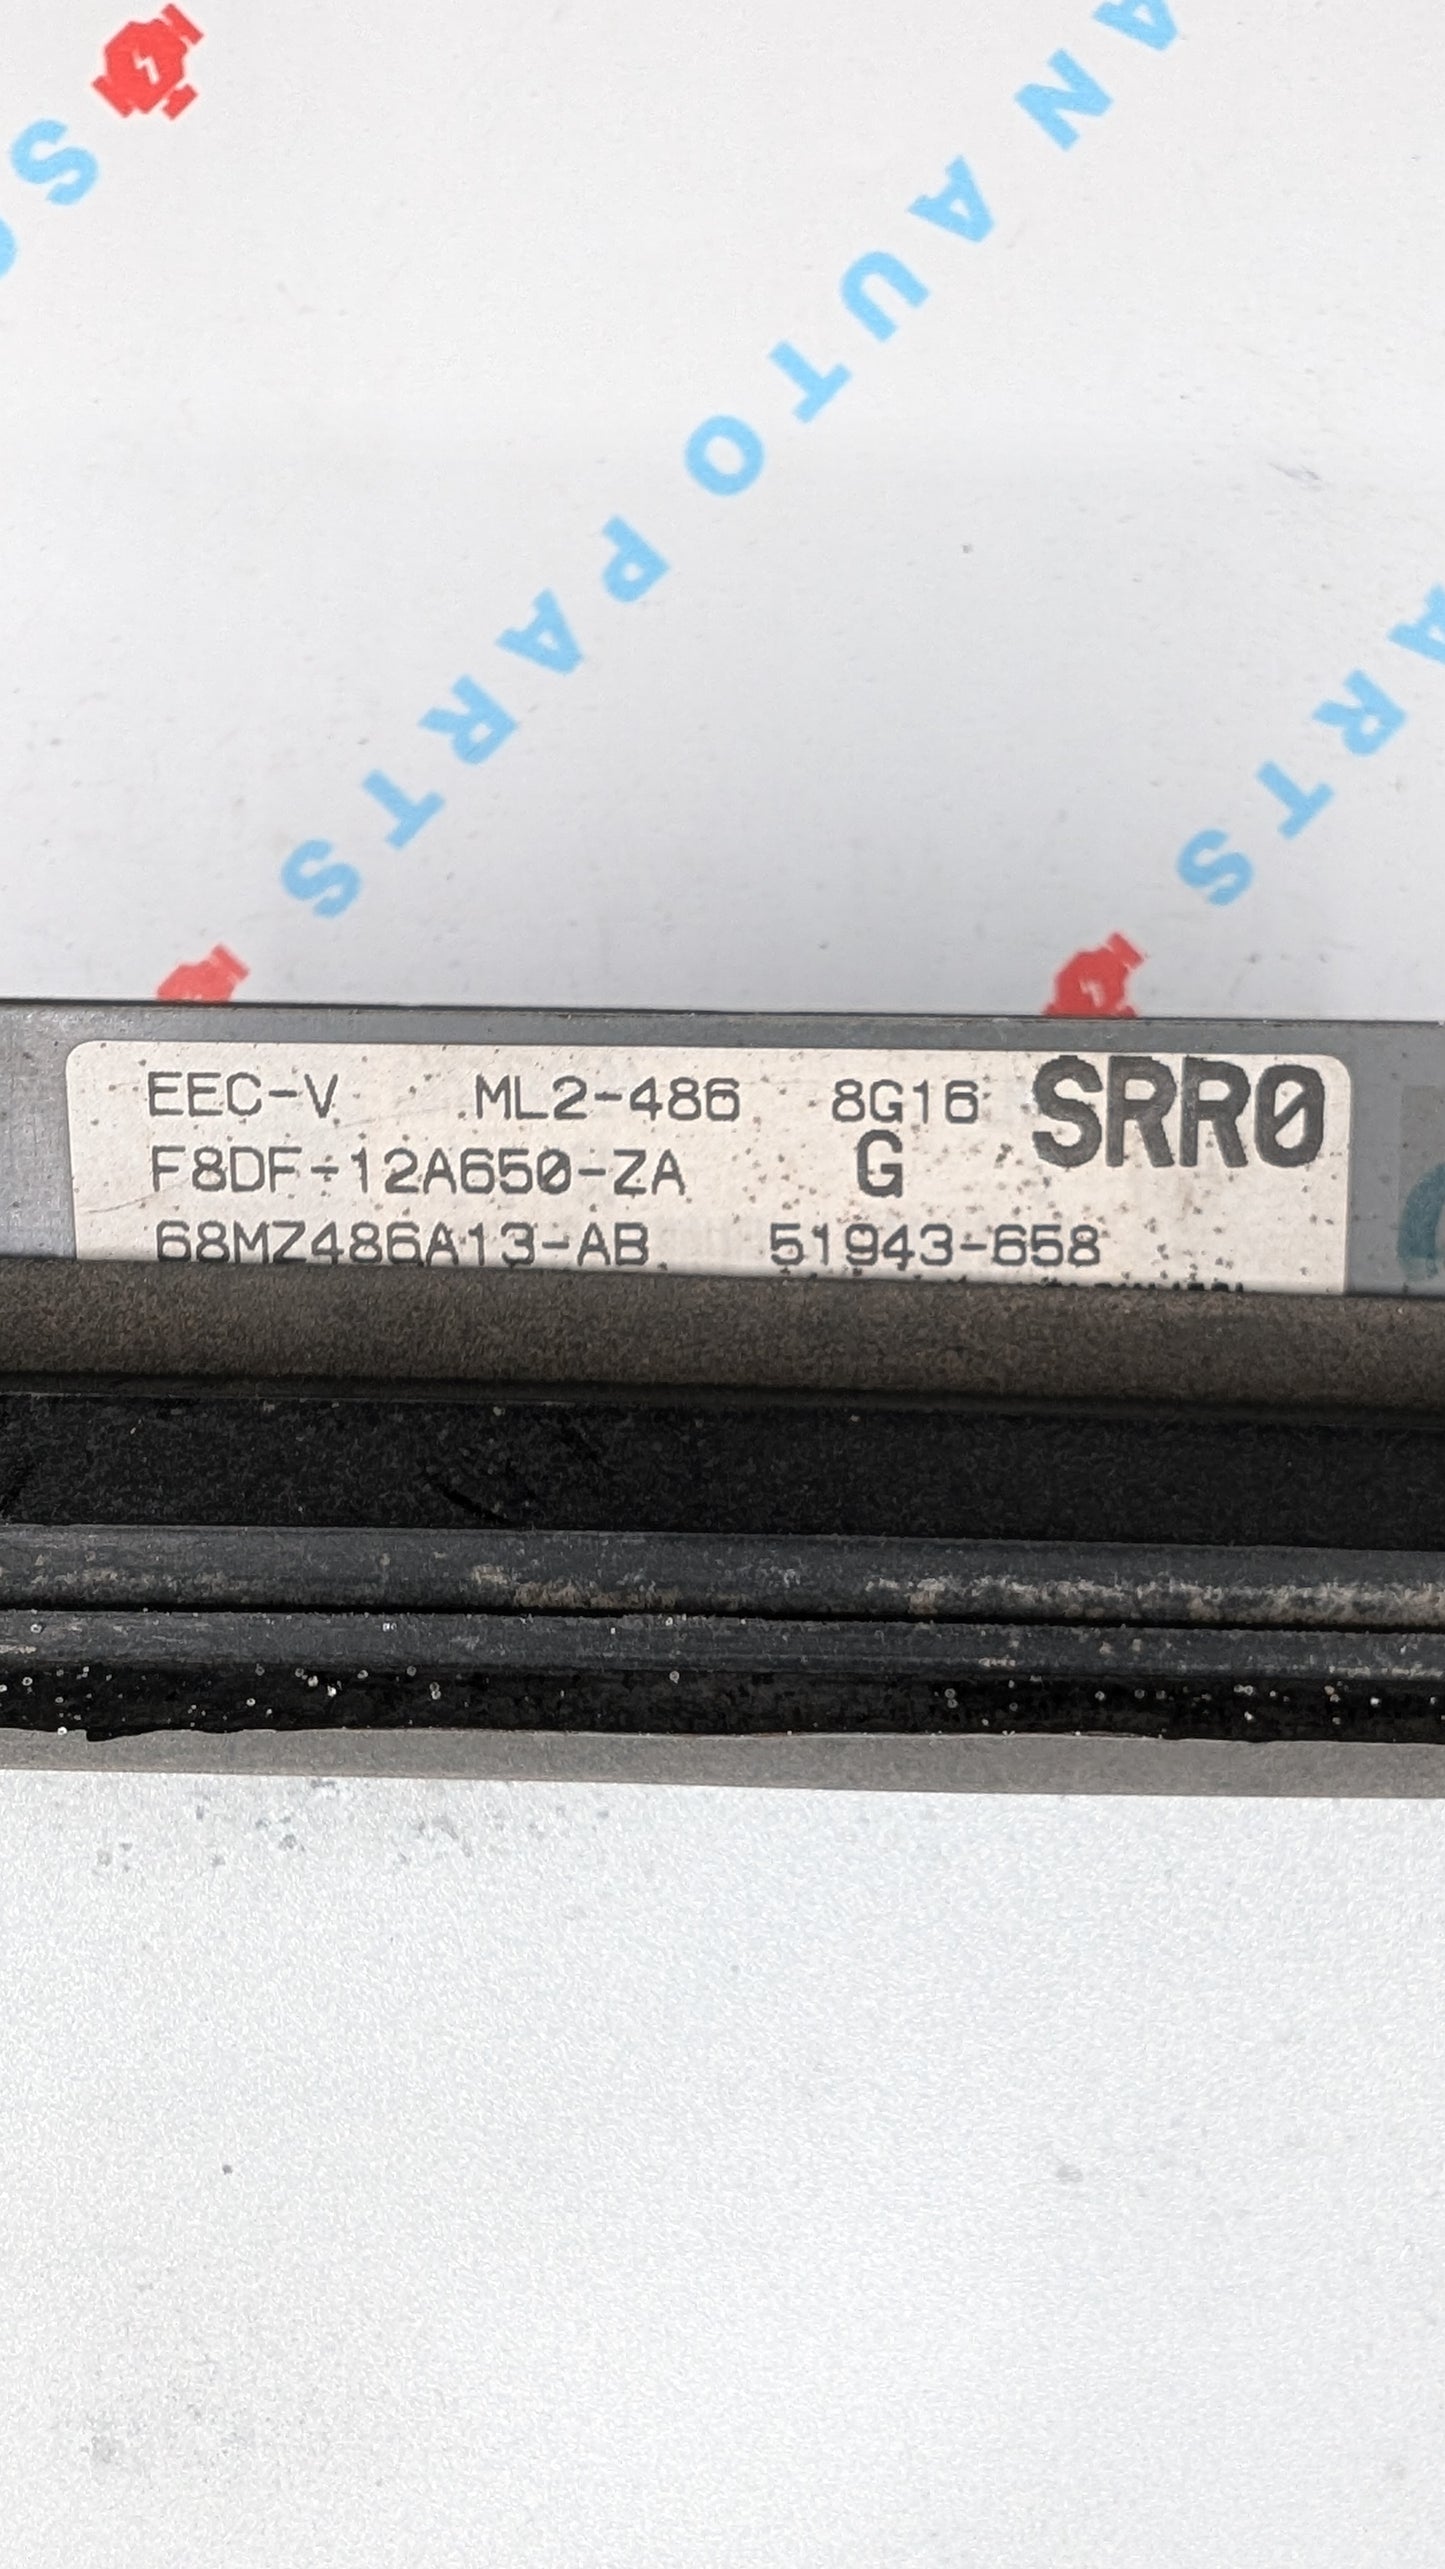 AN AUTO PARTS
S
ARTS
EEC-V ML2-486 8G16 SRR0
F8DF-12A650-ZA G
68MZ486A13-AB 51943-658